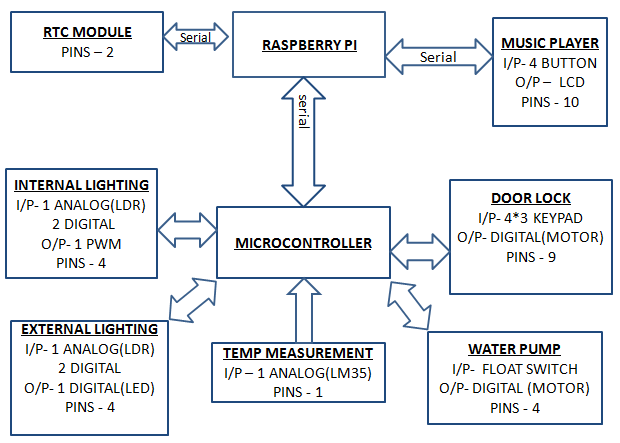 RTC MODULE
PINS – 2
Serial
RASPBERRY PI
Serial
MUSIC PLAYER
I/P- 4 BUTTON
O/P – LCD
PINS - 10
serial
INTERNAL LIGHTING
I/P- 1 ANALOG(LDR)
2 DIGITAL
O/P- 1 PWM
PINS - 4
MICROCONTROLLER
DOOR LOCK
I/P- 4*3 KEYPAD
O/P- DIGITAL(MOTOR)
PINS - 9
EXTERNAL LIGHTING
I/P- 1 ANALOG(LDR)
2 DIGITAL
O/P- 1 DIGITAL(LED)
PINS - 4
TEMP MEASUREMENT
I/P – 1 ANALOG(LM35)
PINS - 1
WATER PUMP
I/P- FLOAT SWITCH
O/P- DIGITAL (MOTOR)
PINS - 4